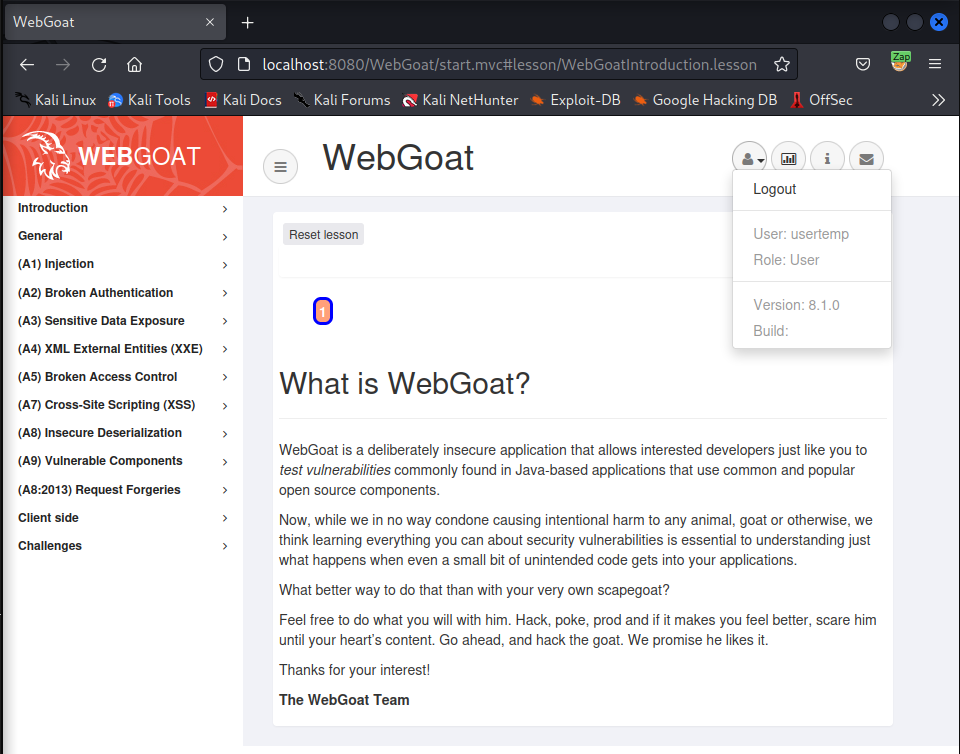 WebGoat
localhost:8080/WebGoat/start.mvc#lesson/WebGoatIntroduction.lesson
Zap
Kali Linux Kali Tools Kali Docs Kali Forums Kali NetHunter Exploit-DB Google Hacking DB OffSec
WEBGOAT
WebGoat
Logout
User: usertemp
Role: User
Version: 8.1.0
Build:
Introduction
General
(A1) Injection
(A2) Broken Authentication
(A3) Sensitive Data Exposure
(A4) XML External Entities (XXE)
(A5) Broken Access Control
(A7) Cross-Site Scripting (XSS)
(A8) Insecure Deserialization
(A9) Vulnerable Components
(A8:2013) Request Forgeries
Client side
Challenges
Reset lesson
1
What is WebGoat?
WebGoat is a deliberately insecure application that allows interested developers just like you to
test vulnerabilities commonly found in Java-based applications that use common and popular
open source components.
Now, while we in no way condone causing intentional harm to any animal, goat or otherwise, we
think learning everything you can about security vulnerabilities is essential to understanding just
what happens when even a small bit of unintended code gets into your applications.
What better way to do that than with your very own scapegoat?
Feel free to do what you will with him. Hack, poke, prod and if it makes you feel better, scare him
until your heart’s content. Go ahead, and hack the goat. We promise he likes it.
Thanks for your interest!
The WebGoat Team